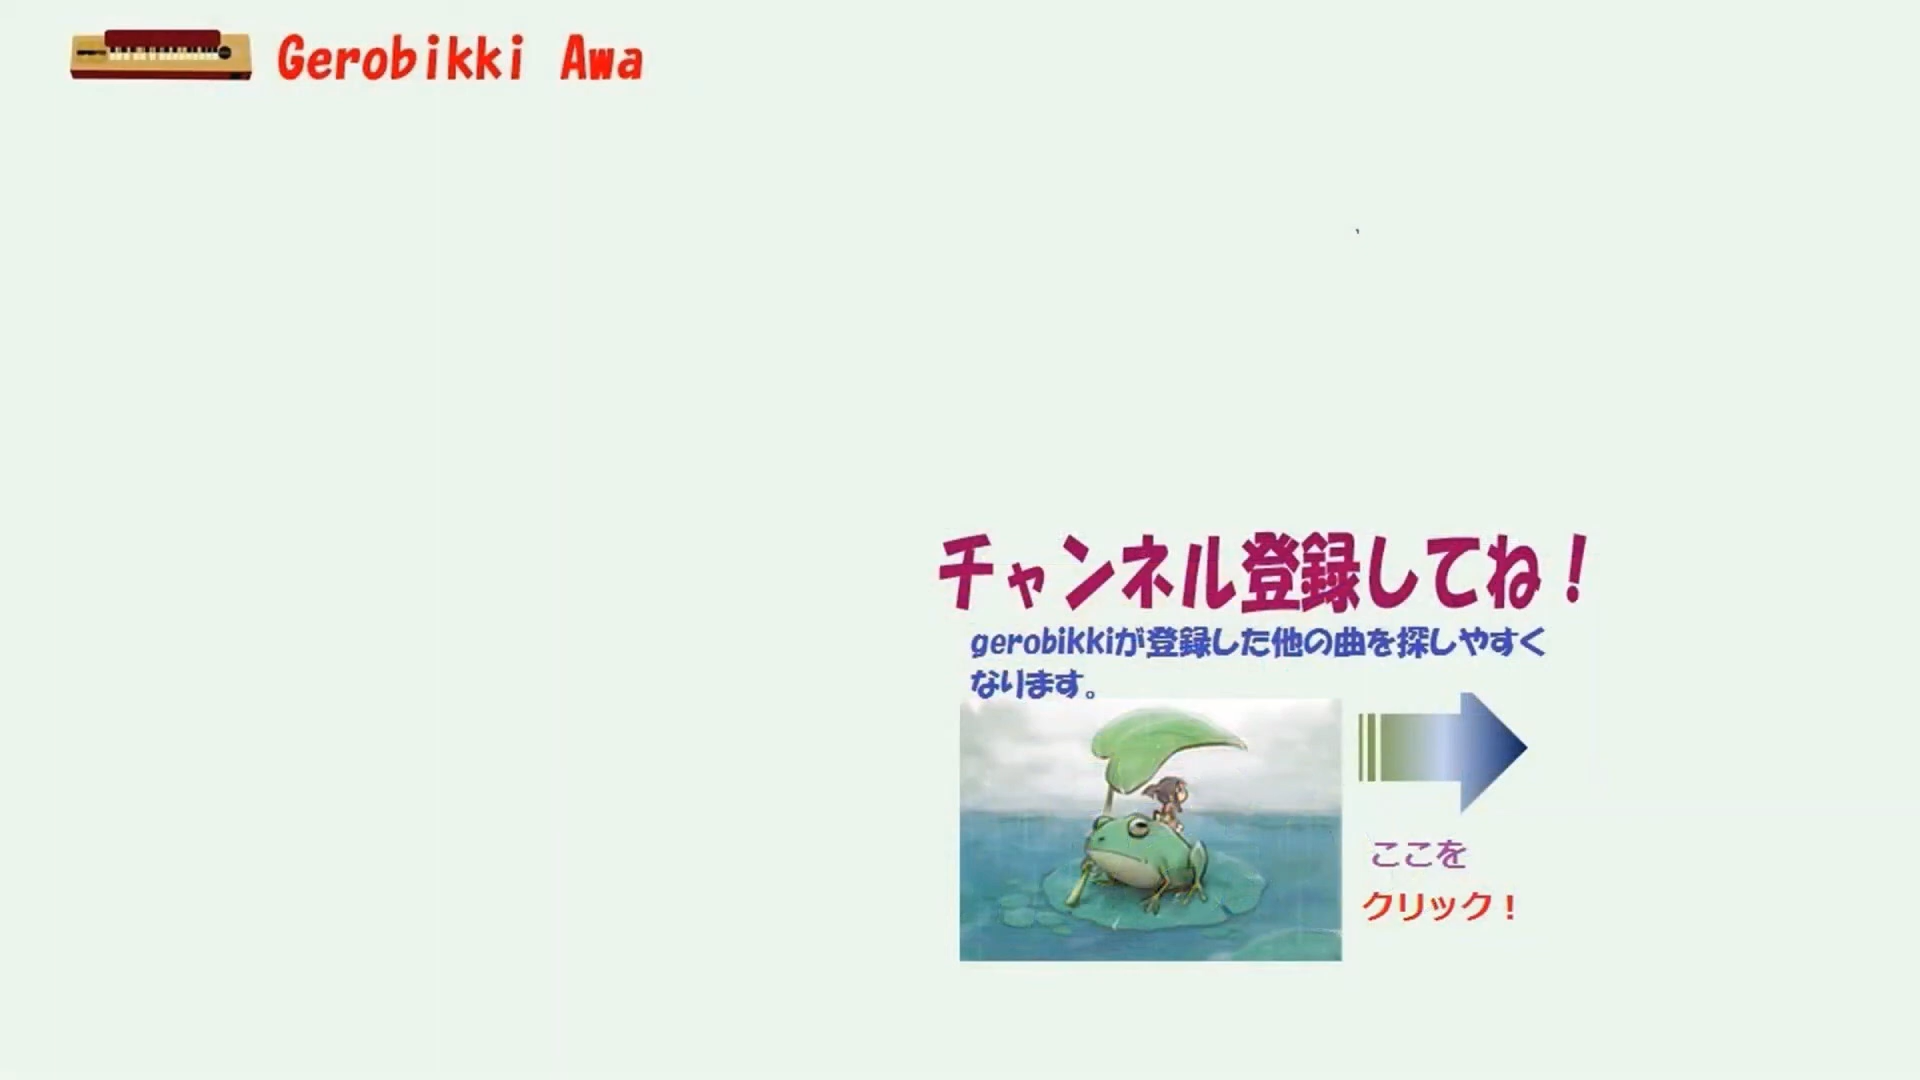 Gerobikki Awa
チャンネル登録してね！
gerobikkiが登録した他の曲を探しやすく
なります。
ここを
クリック！